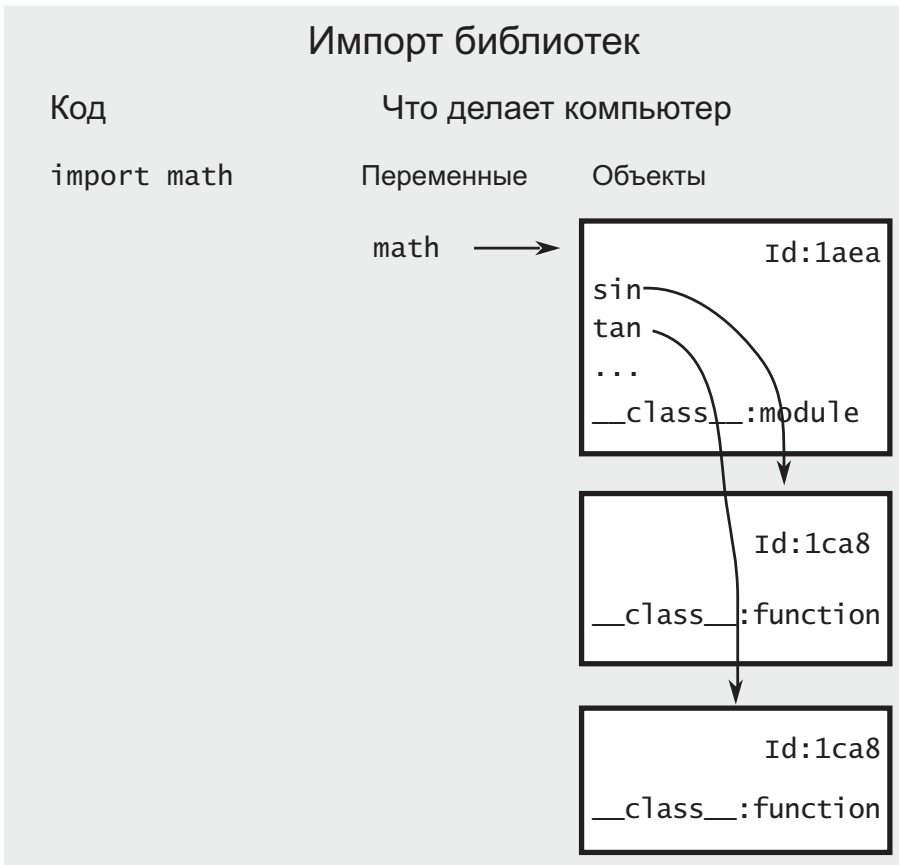 Импорт библиотек
Код Что делает компьютер
import math Переменные Объекты
math Id:1aea
sin
tan
...
__class__:module
Id:1ca8
__class__:function
Id:1ca8
__class__:function